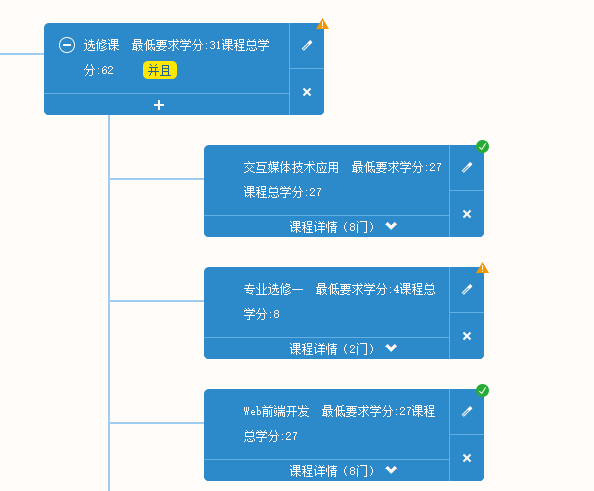 选修课 最低要求学分:31课程总学
分:62 并且
交互媒体技术应用 最低要求学分:27
课程总学分:27
课程详情（8门）
专业选修一 最低要求学分:4课程总
学分:8
课程详情（2门）
Web前端开发 最低要求学分:27课程
总学分:27
课程详情（8门）